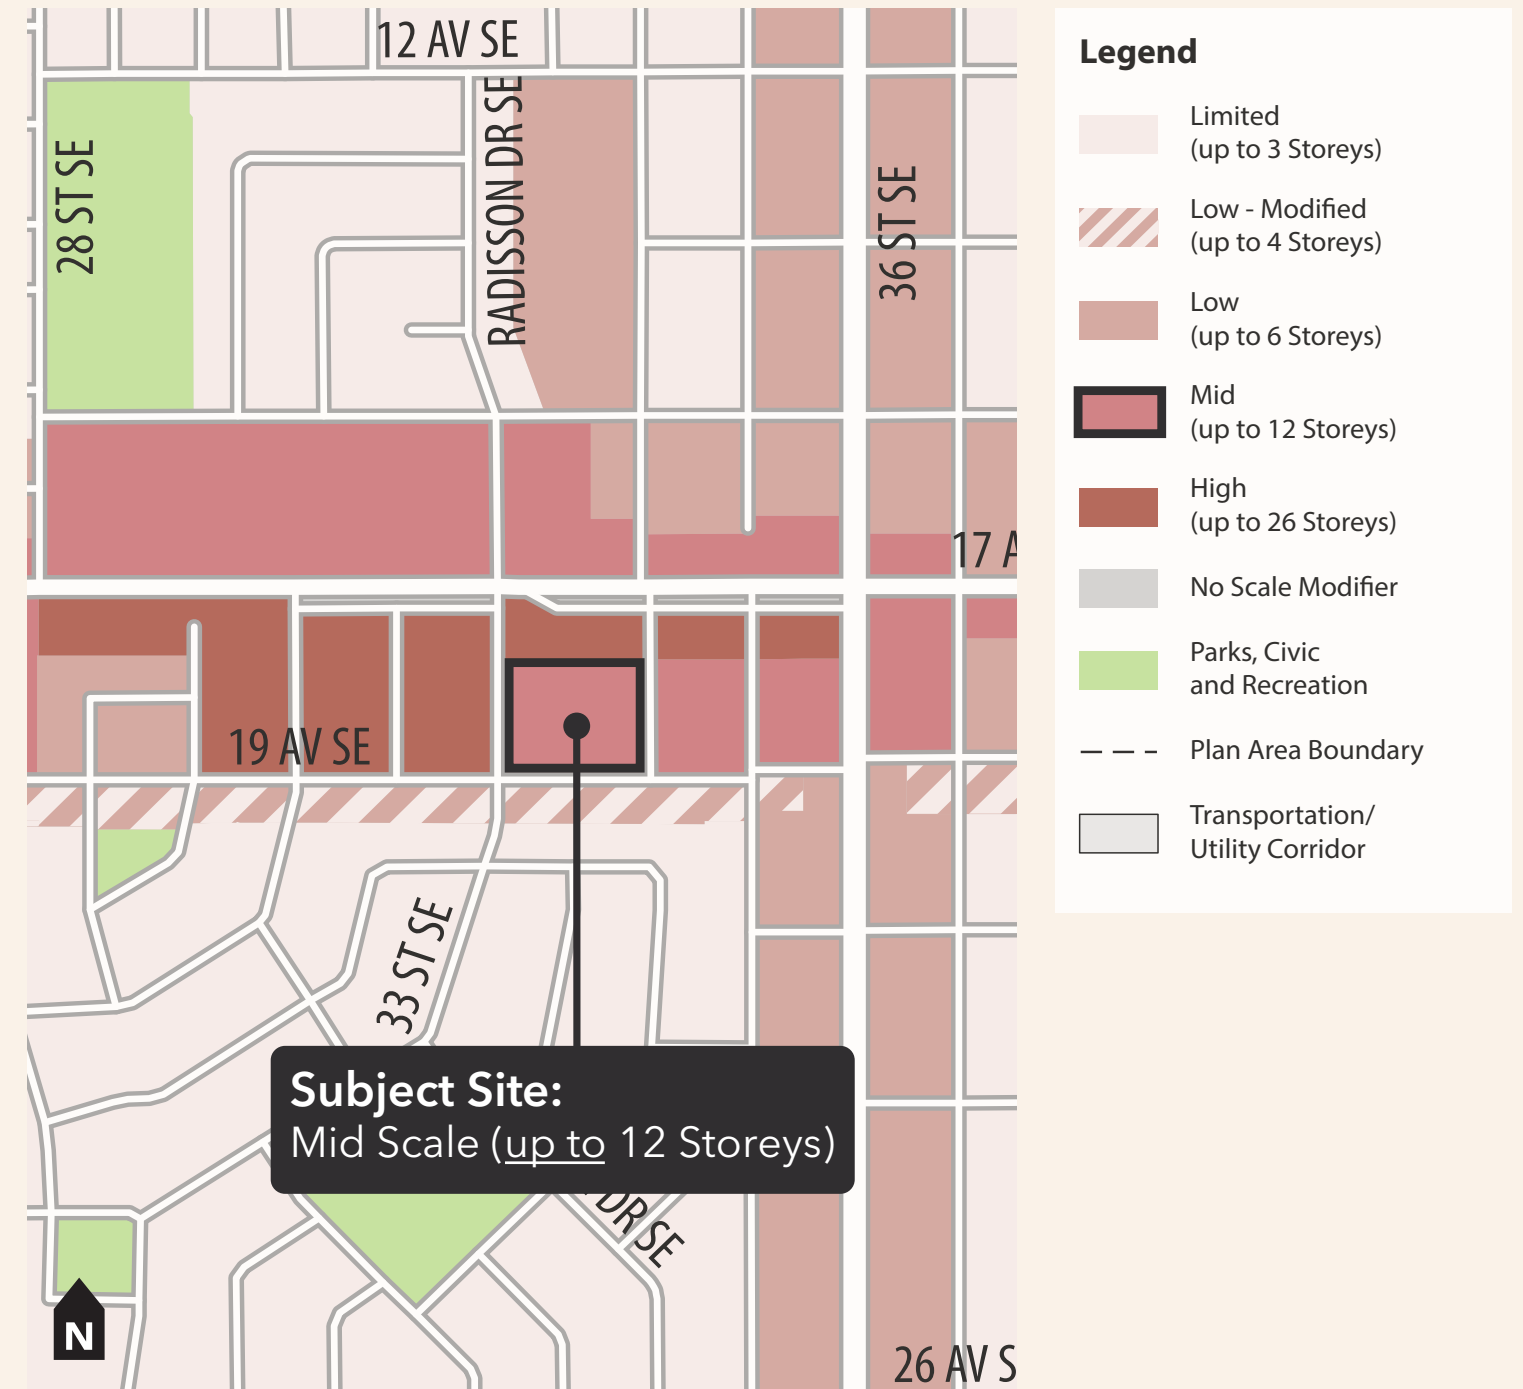 12 AV SE
28 ST SE
RADISSON DR SE
36 ST SE
17 A
19 AV SE
33 ST SE
Subject Site:
Mid Scale (up to 12 Storeys)
DR SE
N
26 AV S
Legend
Limited
(up to 3 Storeys)
Low - Modified
(up to 4 Storeys)
Low
(up to 6 Storeys)
Mid
(up to 12 Storeys)
High
(up to 26 Storeys)
No Scale Modifier
Parks, Civic
and Recreation
Plan Area Boundary
Transportation/
Utility Corridor